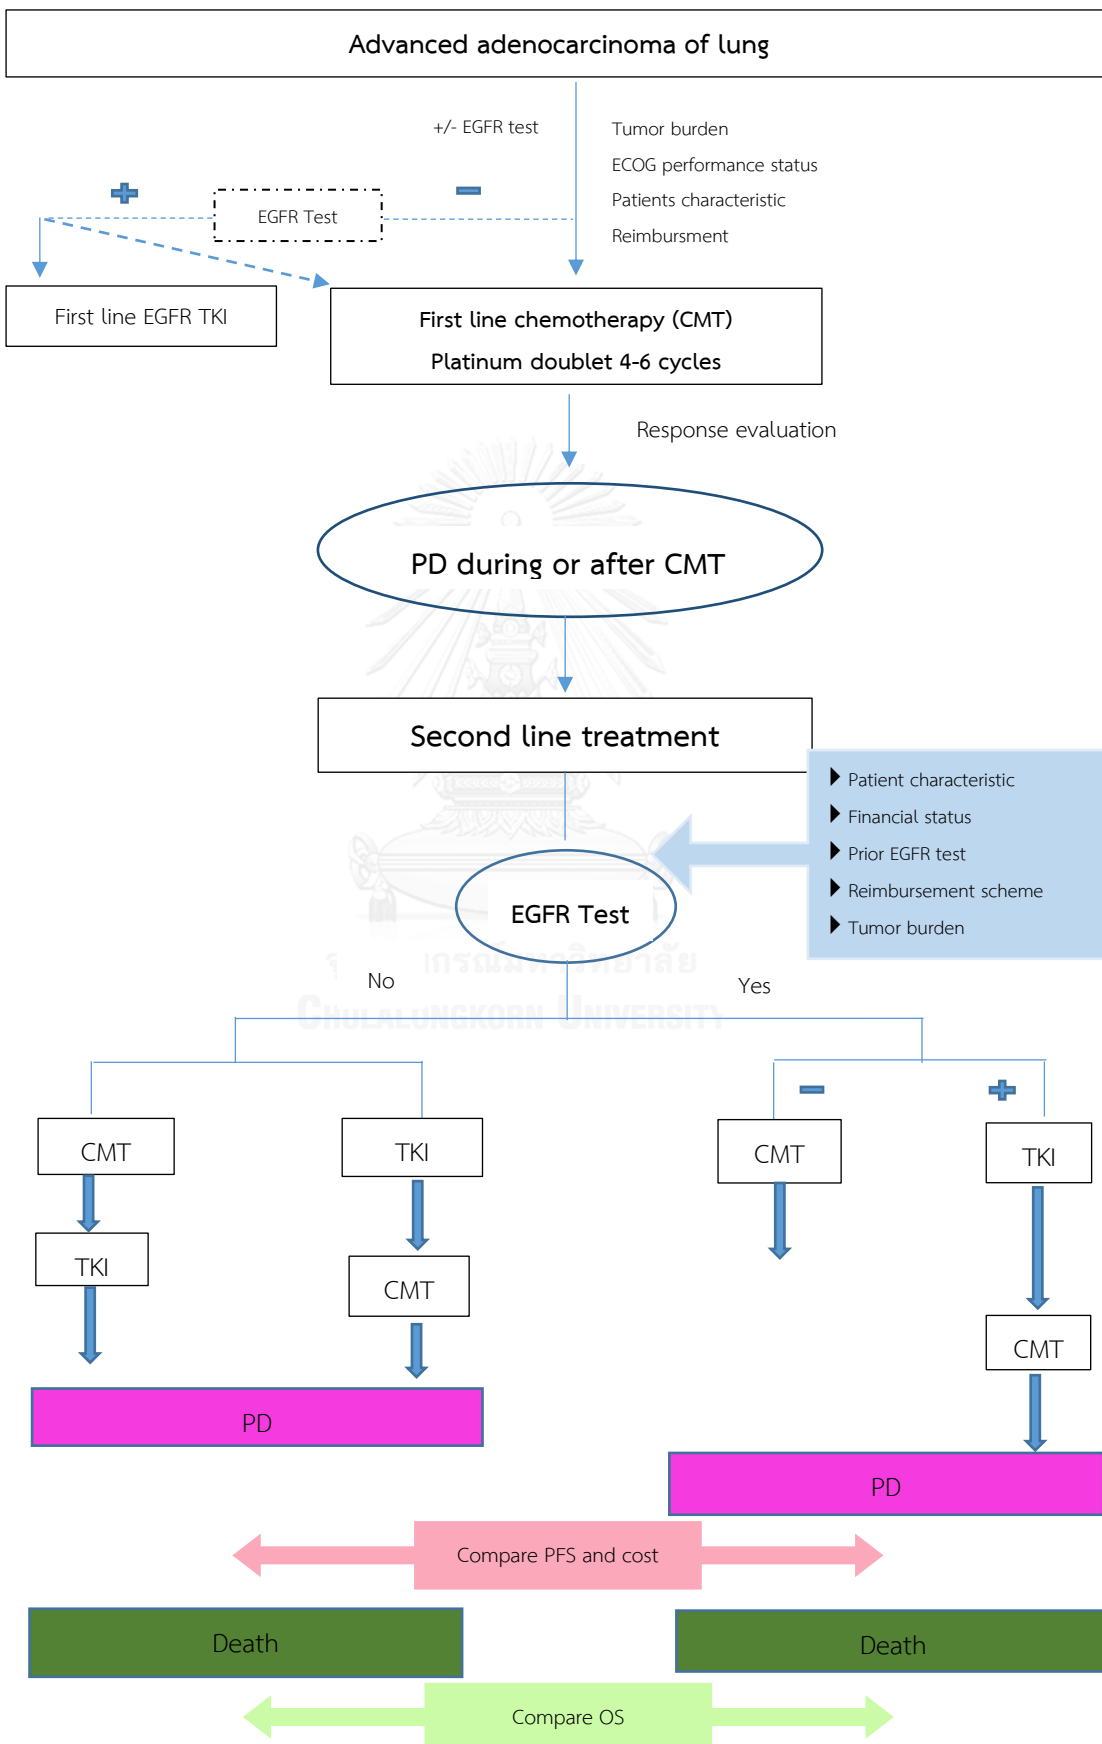 Advanced adenocarcinoma of lung
+/- EGFR test
Tumor burden
ECOG performance status
Patients characteristic
Reimbursment
EGFR Test
First line EGFR TKI
First line chemotherapy (CMT)
Platinum doublet 4-6 cycles
Response evaluation
PD during or after CMT
Second line treatment
Patient characteristic
Financial status
Prior EGFR test
Reimbursement scheme
Tumor burden
EGFR Test
CHULALONGKORN UNIVERSITY
No
Yes
CMT
TKI
CMT
TKI
TKI
CMT
CMT
PD
PD
Compare PFS and cost
Death
Death
Compare OS